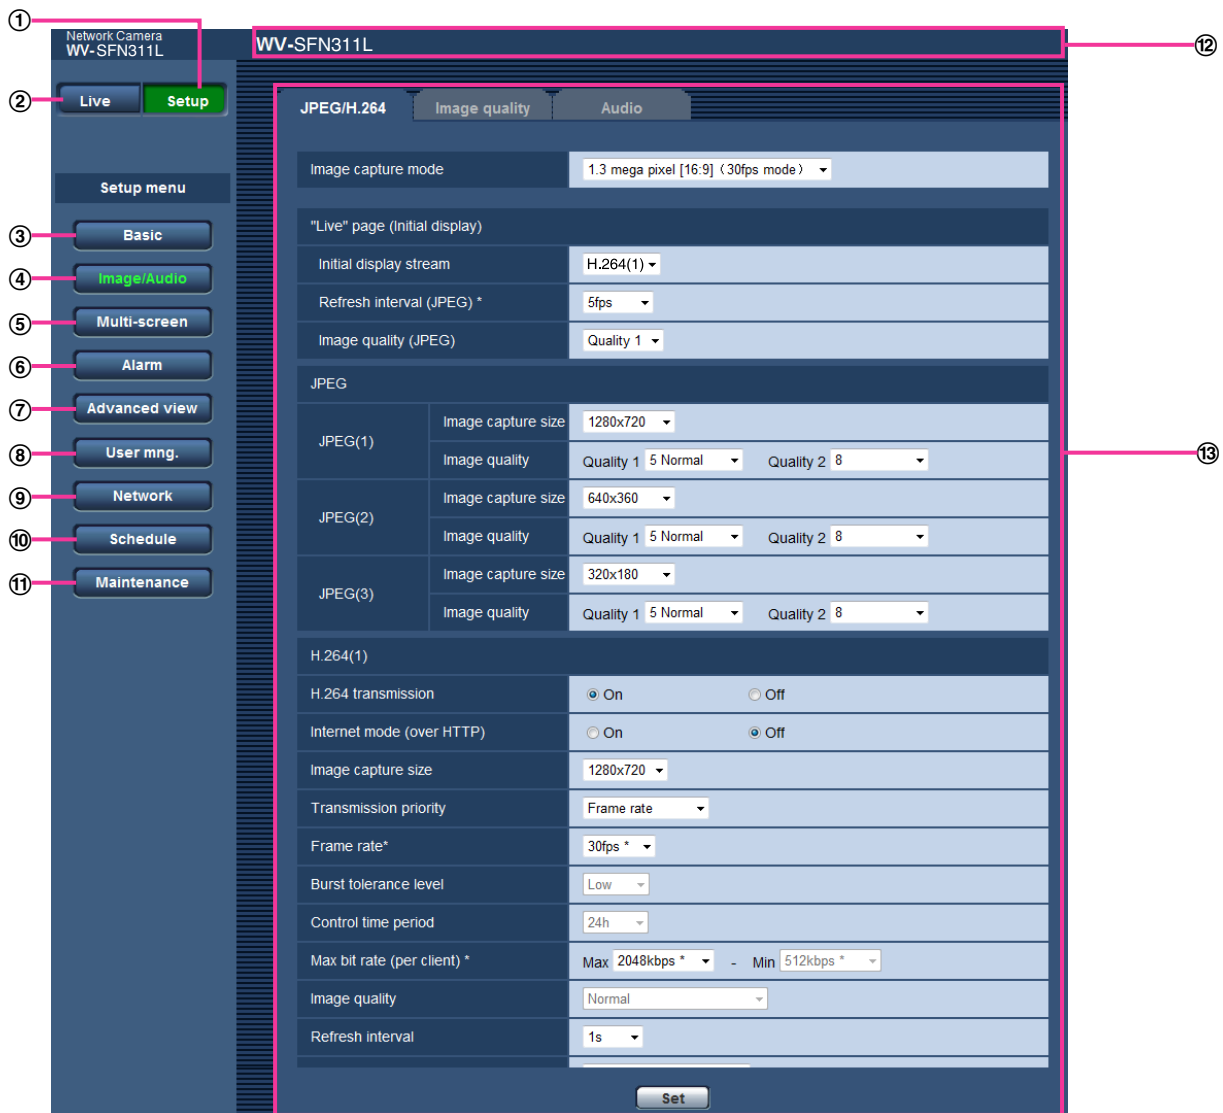 ①
Network Camera
WV-SFN311L
WV-SFN311L
⑫
② Live Setup
JPEG/H.264 Image quality Audio
Image capture mode 1.3 mega pixel [16:9] (30fps mode)
Setup menu
"Live" page (Initial display)
③ Basic
Initial display stream H.264(1)
④ Image/Audio
Refresh interval (JPEG) * 5fps
⑤ Multi-screen
Image quality (JPEG) Quality 1
⑥ Alarm
JPEG
⑦ Advanced view
JPEG(1) Image capture size 1280x720
⑧ User mng.
Image quality Quality 1 5 Normal Quality 2 8
⑬
⑨ Network
JPEG(2) Image capture size 640x360
⑩ Schedule
Image quality Quality 1 5 Normal Quality 2 8
⑪ Maintenance
JPEG(3) Image capture size 320x180
Image quality Quality 1 5 Normal Quality 2 8
H.264(1)
H.264 transmission On Off
Internet mode (over HTTP) On Off
Image capture size 1280x720
Transmission priority Frame rate
Frame rate* 30fps *
Burst tolerance level Low
Control time period 24h
Max bit rate (per client) * Max 2048kbps * - Min 512kbps *
Image quality Normal
Refresh interval 1s
Set